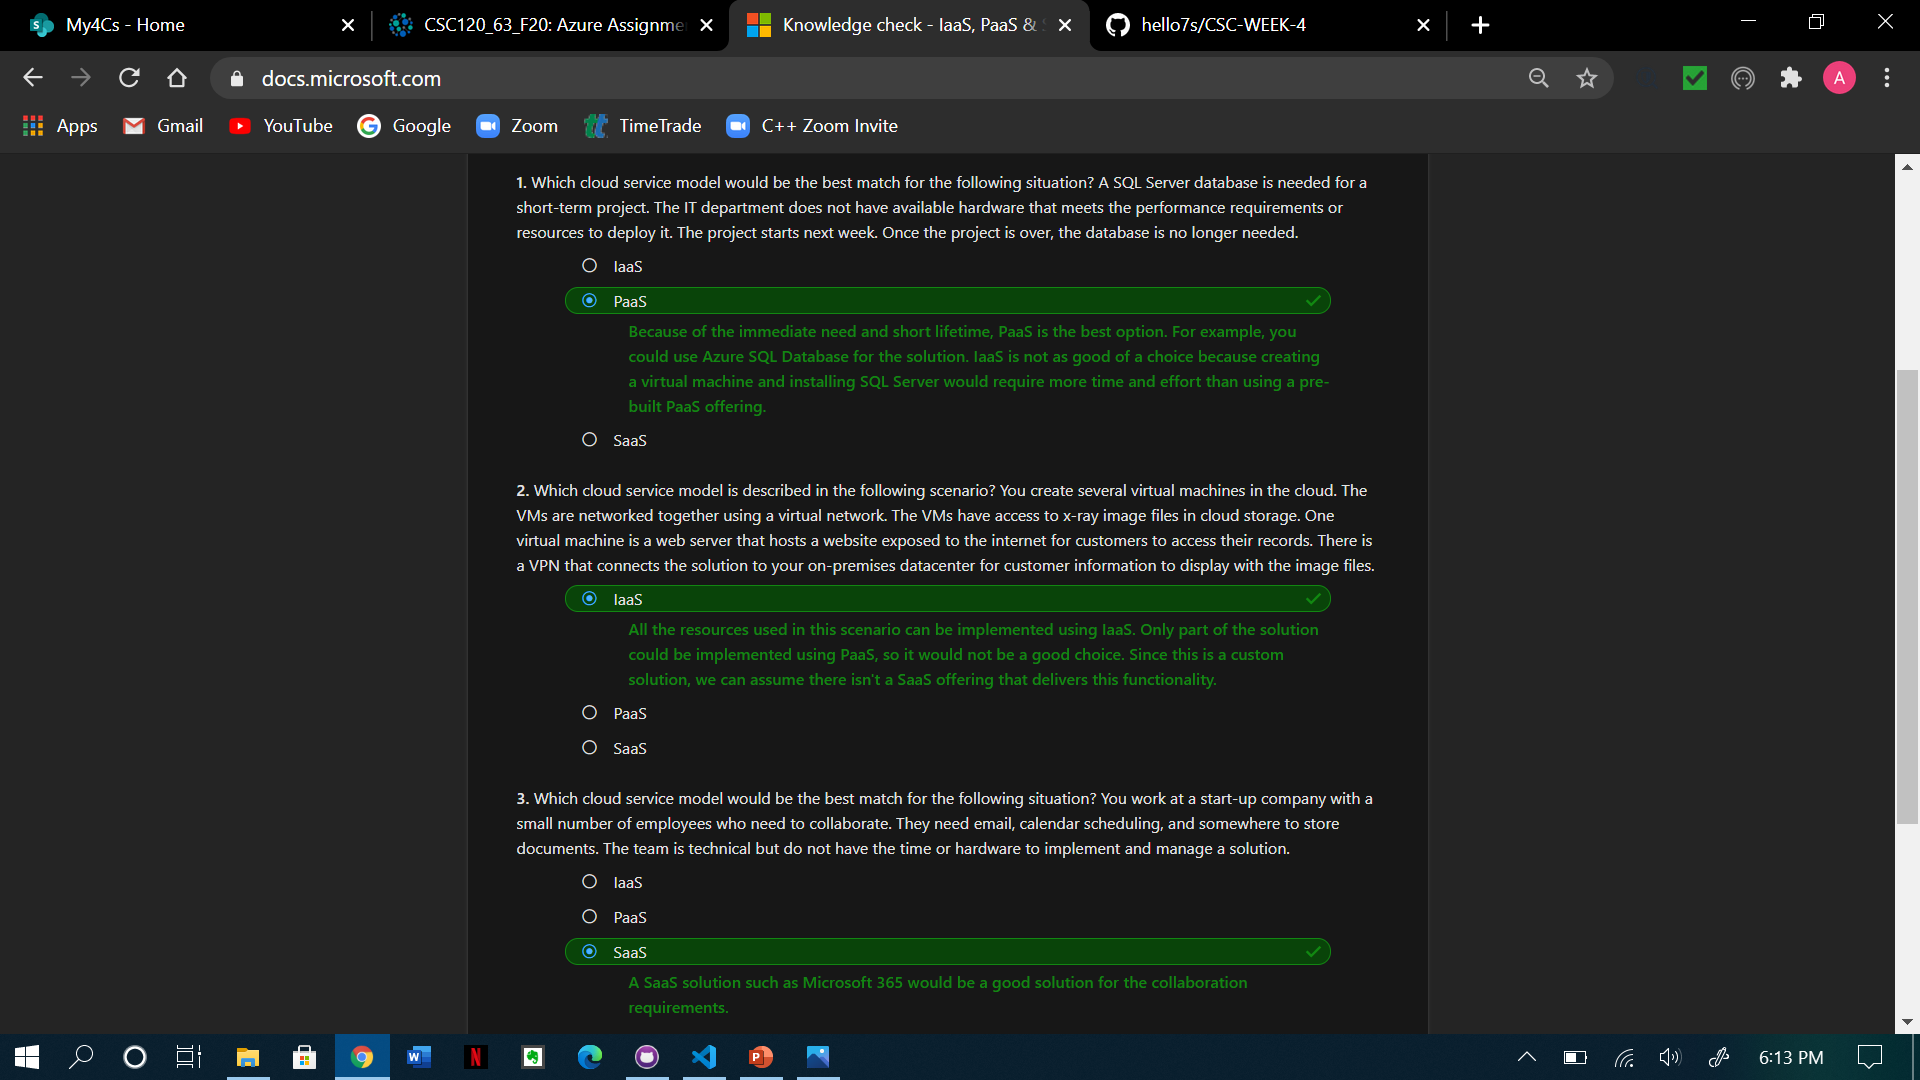 My4Cs - Home
CSC120_63_F20: Azure Assignme
Knowledge check - IaaS, PaaS &
hello7s/CSC-WEEK-4
docs.microsoft.com
A
Apps
Gmail
YouTube
Google
Zoom
TimeTrade
C++ Zoom Invite
1. Which cloud service model would be the best match for the following situation? A SQL Server database is needed for a
short-term project. The IT department does not have available hardware that meets the performance requirements or
resources to deploy it. The project starts next week. Once the project is over, the database is no longer needed.
IaaS
PaaS
Because of the immediate need and short lifetime, PaaS is the best option. For example, you
could use Azure SQL Database for the solution. IaaS is not as good of a choice because creating
a virtual machine and installing SQL Server would require more time and effort than using a pre-
built PaaS offering.
SaaS
2. Which cloud service model is described in the following scenario? You create several virtual machines in the cloud. The
VMs are networked together using a virtual network. The VMs have access to x-ray image files in cloud storage. One
virtual machine is a web server that hosts a website exposed to the internet for customers to access their records. There is
a VPN that connects the solution to your on-premises datacenter for customer information to display with the image files.
IaaS
All the resources used in this scenario can be implemented using IaaS. Only part of the solution
could be implemented using PaaS, so it would not be a good choice. Since this is a custom
solution, we can assume there isn't a SaaS offering that delivers this functionality.
PaaS
SaaS
3. Which cloud service model would be the best match for the following situation? You work at a start-up company with a
small number of employees who need to collaborate. They need email, calendar scheduling, and somewhere to store
documents. The team is technical but do not have the time or hardware to implement and manage a solution.
IaaS
PaaS
SaaS
A SaaS solution such as Microsoft 365 would be a good solution for the collaboration
requirements.
6:13 PM